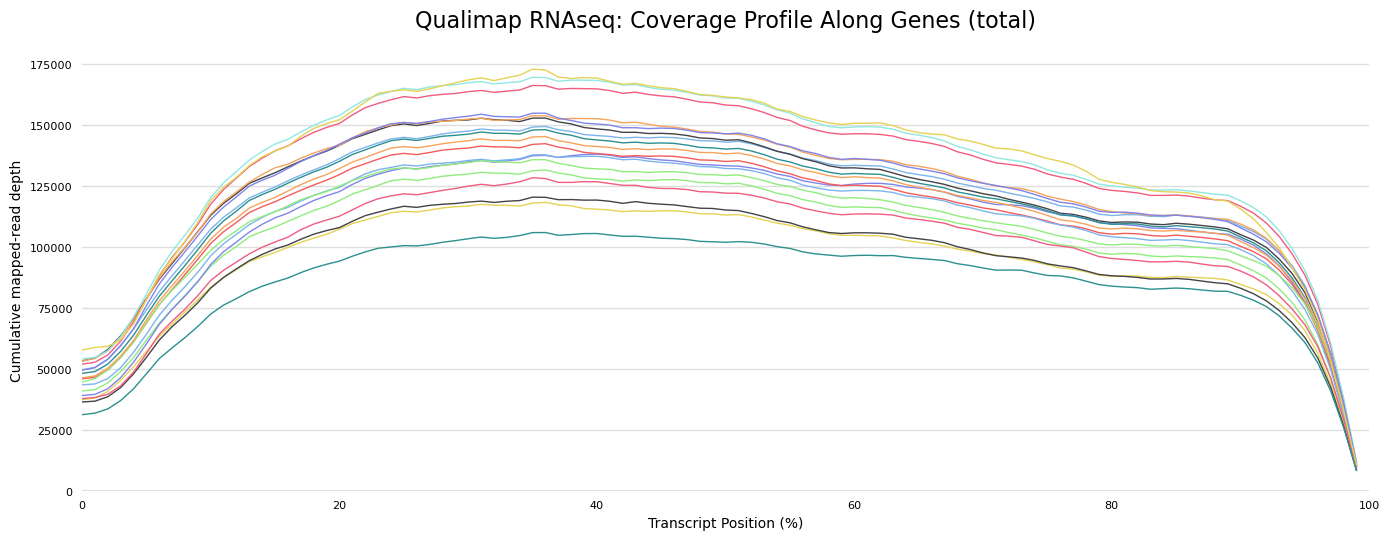 Qualimap RNAseq: Coverage Profile Along Genes (total)
175000
150000
125000
100000
75000
50000
25000
0
Cumulative mapped-read depth
0 20 40 60 80 100
Transcript Position (%)